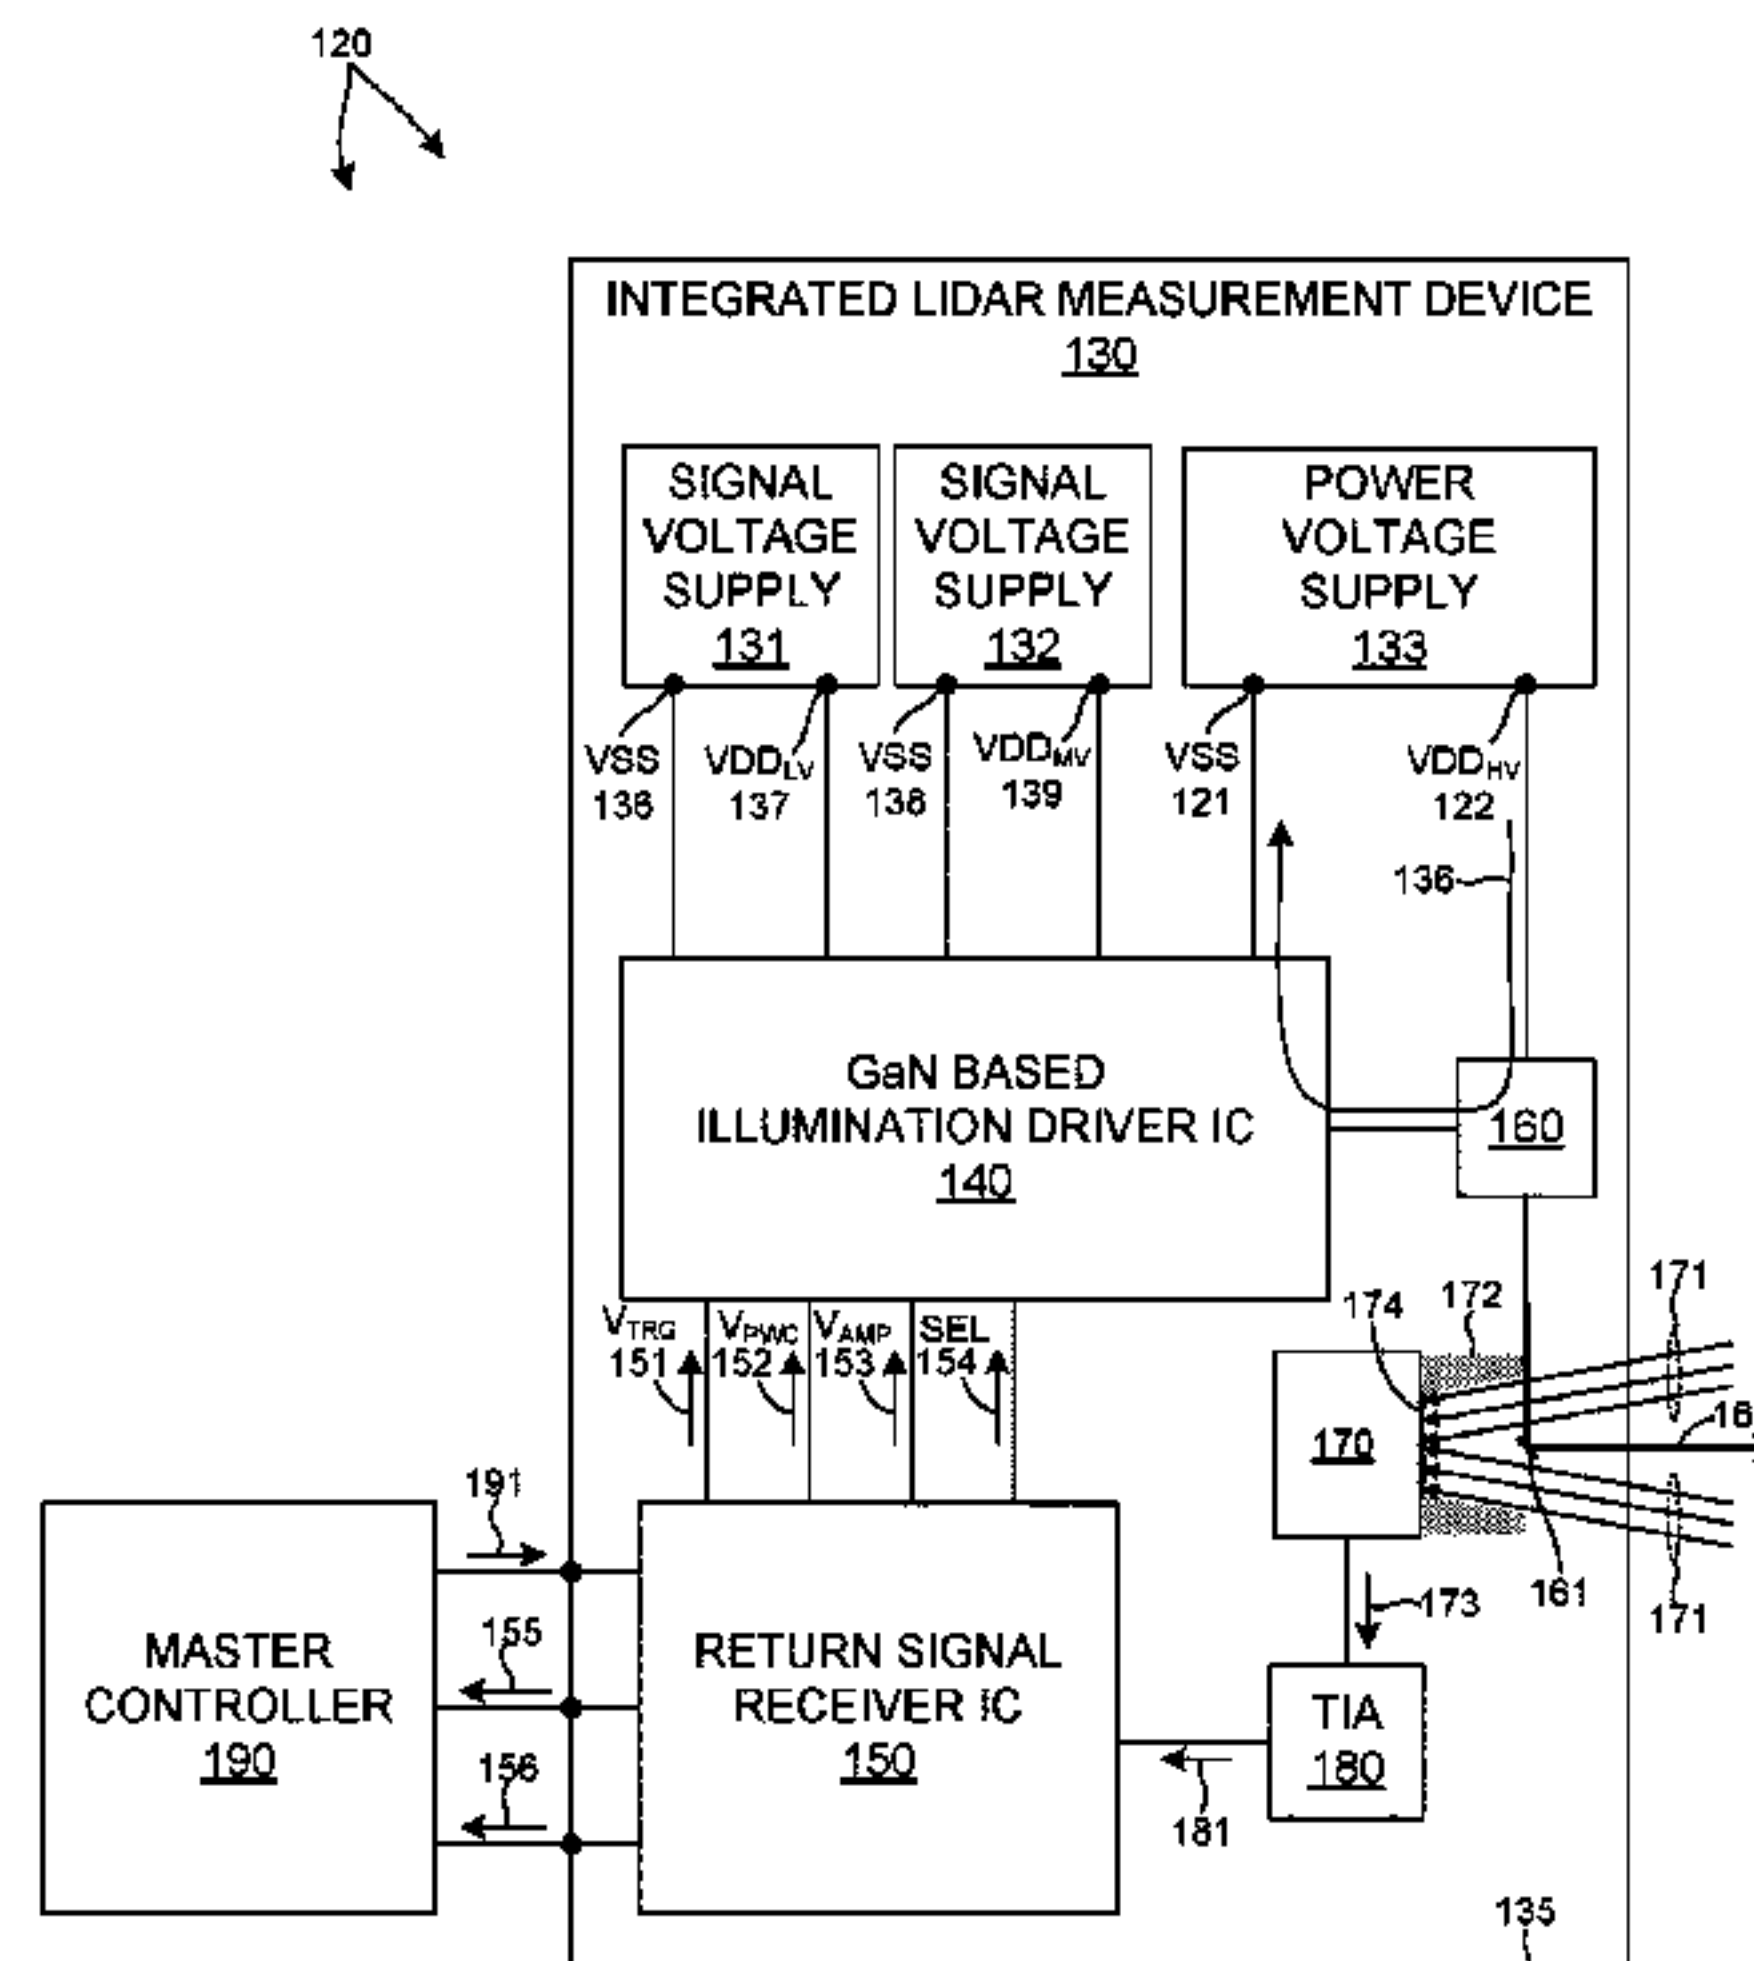 120
INTEGRATED LIDAR MEASUREMENT DEVICE
130
SIGNAL
VOLTAGE
SUPPLY
131
SIGNAL
VOLTAGE
SUPPLY
132
POWER
VOLTAGE
SUPPLY
133
VSS
136
VDDLV
137
VSS
138
VDDMV
139
VSS
121
VDDHV
122
136
GaN BASED
ILLUMINATION DRIVER IC
140
160
VTRG
151
VPWC
152
VAMP
153
SEL
154
174
172
171
170
16
161
171
173
191
155
156
MASTER
CONTROLLER
190
RETURN SIGNAL
RECEIVER IC
150
TIA
180
181
135